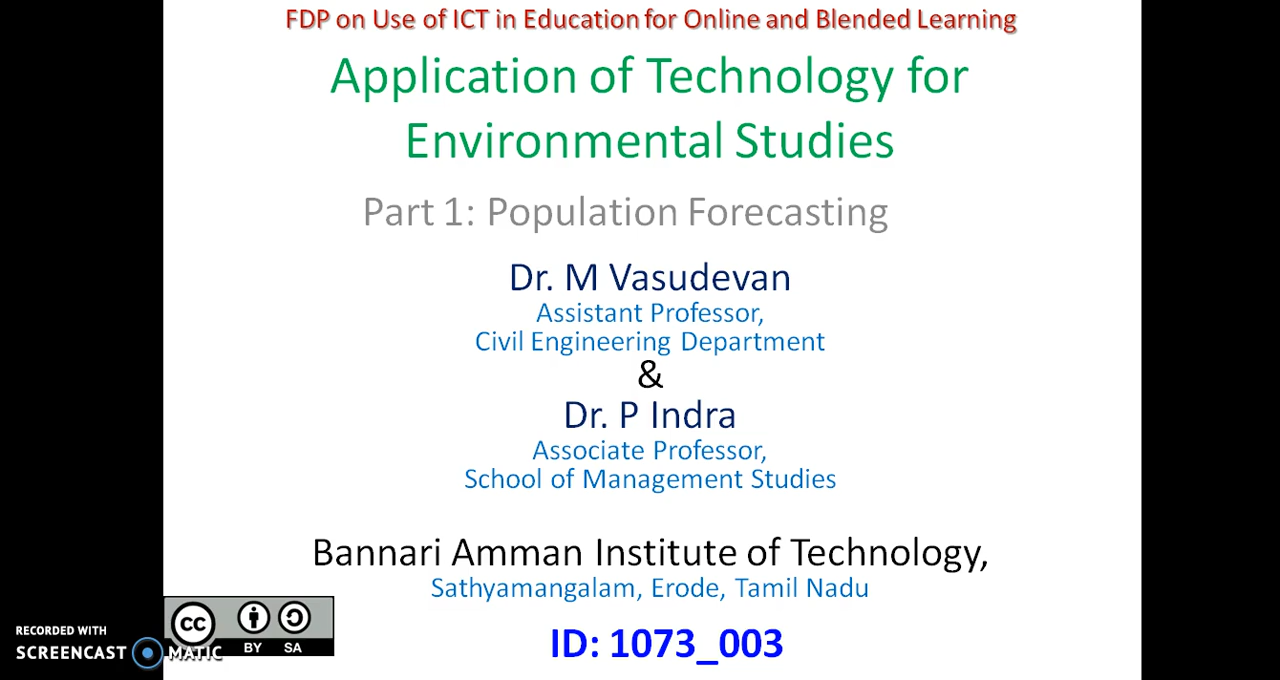 FDP on Use of ICT in Education for Online and Blended Learning
Application of Technology for
Environmental Studies
Part 1: Population Forecasting
Dr. M Vasudevan
Assistant Professor,
Civil Engineering Department
&
Dr. P Indra
Associate Professor,
School of Management Studies
Bannari Amman Institute of Technology,
Sathyamangalam, Erode, Tamil Nadu
ID: 1073_003
cc
BY SA
RECORDED WITH
SCREENCAST MATIC